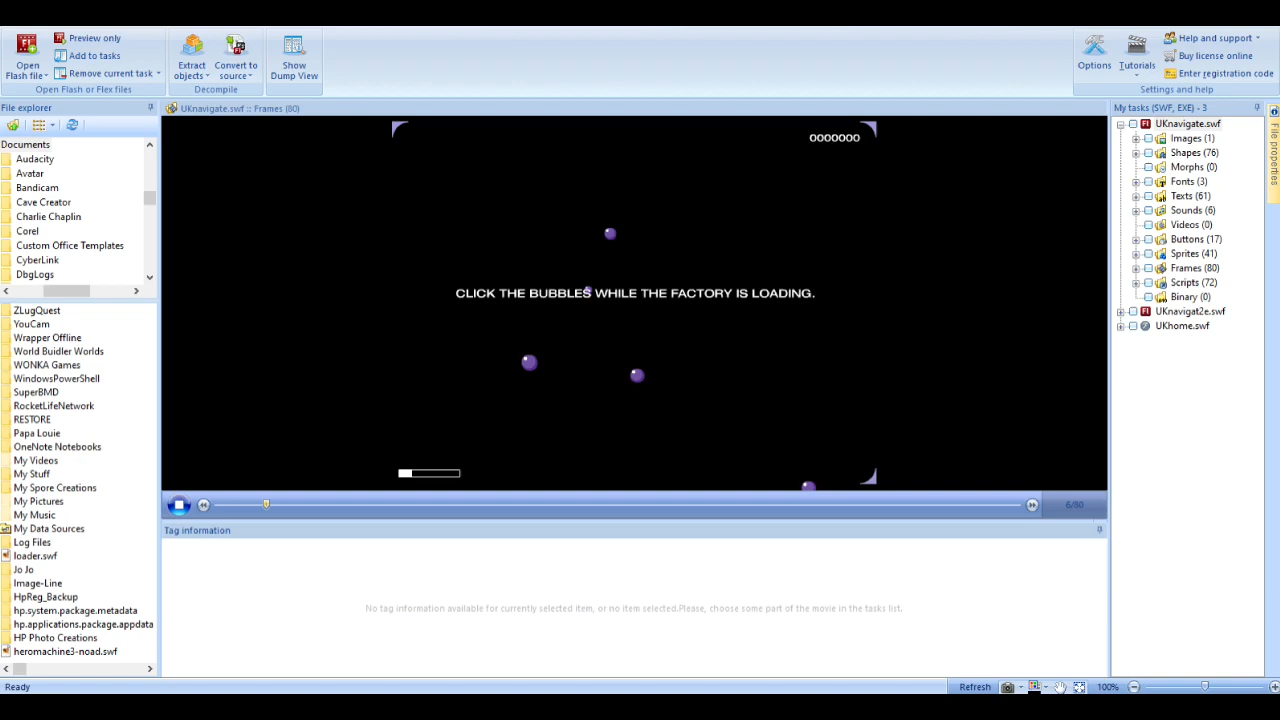 Open
Flash file
Preview only
Add to tasks
Remove current task
Open Flash or Flex files
Extract
objects
Convert to
source
Decompile
Show
Dump View
Options
Tutorials
Help and support
Buy license online
Enter registration code
Settings and help
File explorer
UKnavigate.swf :: Frames (80)
My tasks (SWF, EXE) - 3
File properties
Documents
Audacity
Avatar
Bandicam
Cave Creator
Charlie Chaplin
Corel
Custom Office Templates
CyberLink
DbgLogs
ZLugQuest
YouCam
Wrapper Offline
World Buidler Worlds
WONKA Games
WindowsPowerShell
SuperBMD
RocketLifeNetwork
RESTORE
Papa Louie
OneNote Notebooks
My Videos
My Stuff
My Spore Creations
My Pictures
My Music
My Data Sources
Log Files
loader.swf
Jo Jo
Image-Line
HpReg_Backup
hp.system.package.metadata
hp.applications.package.appdata
HP Photo Creations
heromachine3-noad.swf
0000000
CLICK THE BUBBLES WHILE THE FACTORY IS LOADING.
6/80
Tag information
No tag information available for currently selected item, or no item selected.Please, choose some part of the movie in the tasks list.
UKnavigate.swf
Images (1)
Shapes (76)
Morphs (0)
Fonts (3)
Texts (61)
Sounds (6)
Videos (0)
Buttons (17)
Sprites (41)
Frames (80)
Scripts (72)
Binary (0)
UKnavigat2e.swf
UKhome.swf
Ready
Refresh
100%